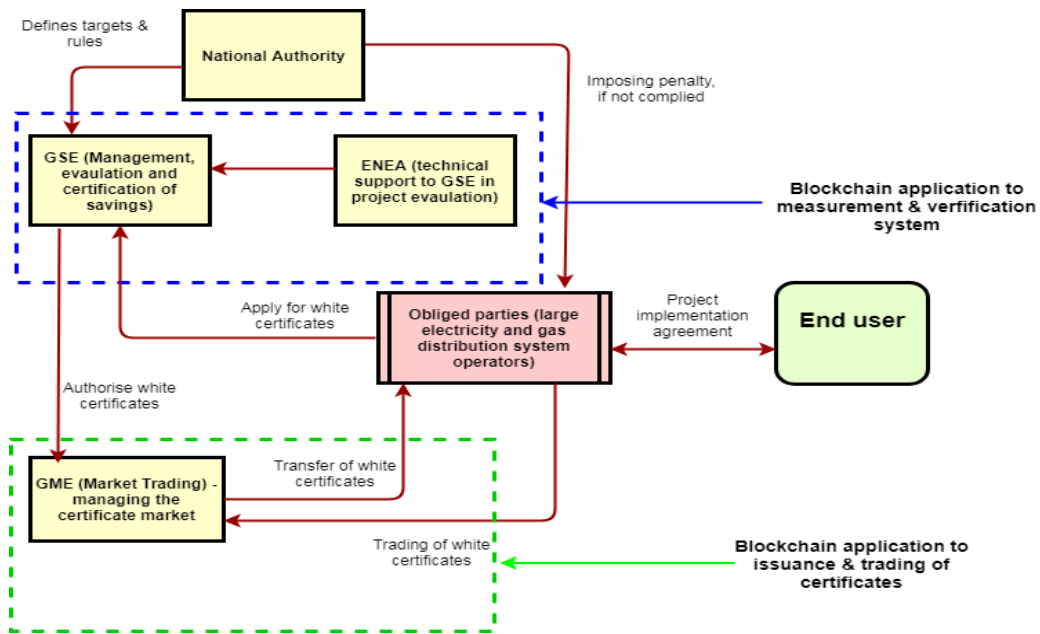 Defines targets &
rules
National Authority
Imposing penalty,
if not complied
GSE (Management,
evaulation and
certification of
savings)
ENEA (technical
support to GSE in
project evaulation)
Blockchain application to
measurement & verfification
system
Apply for white
certificates
Obliged parties (large
electricity and gas
distribution system
operators)
Project
implementation
agreement
End user
Authorise white
certificates
GME (Market Trading) -
managing the
certificate market
Transfer of white
certificates
Trading of white
certificates
Blockchain application to
issuance & trading of
certificates